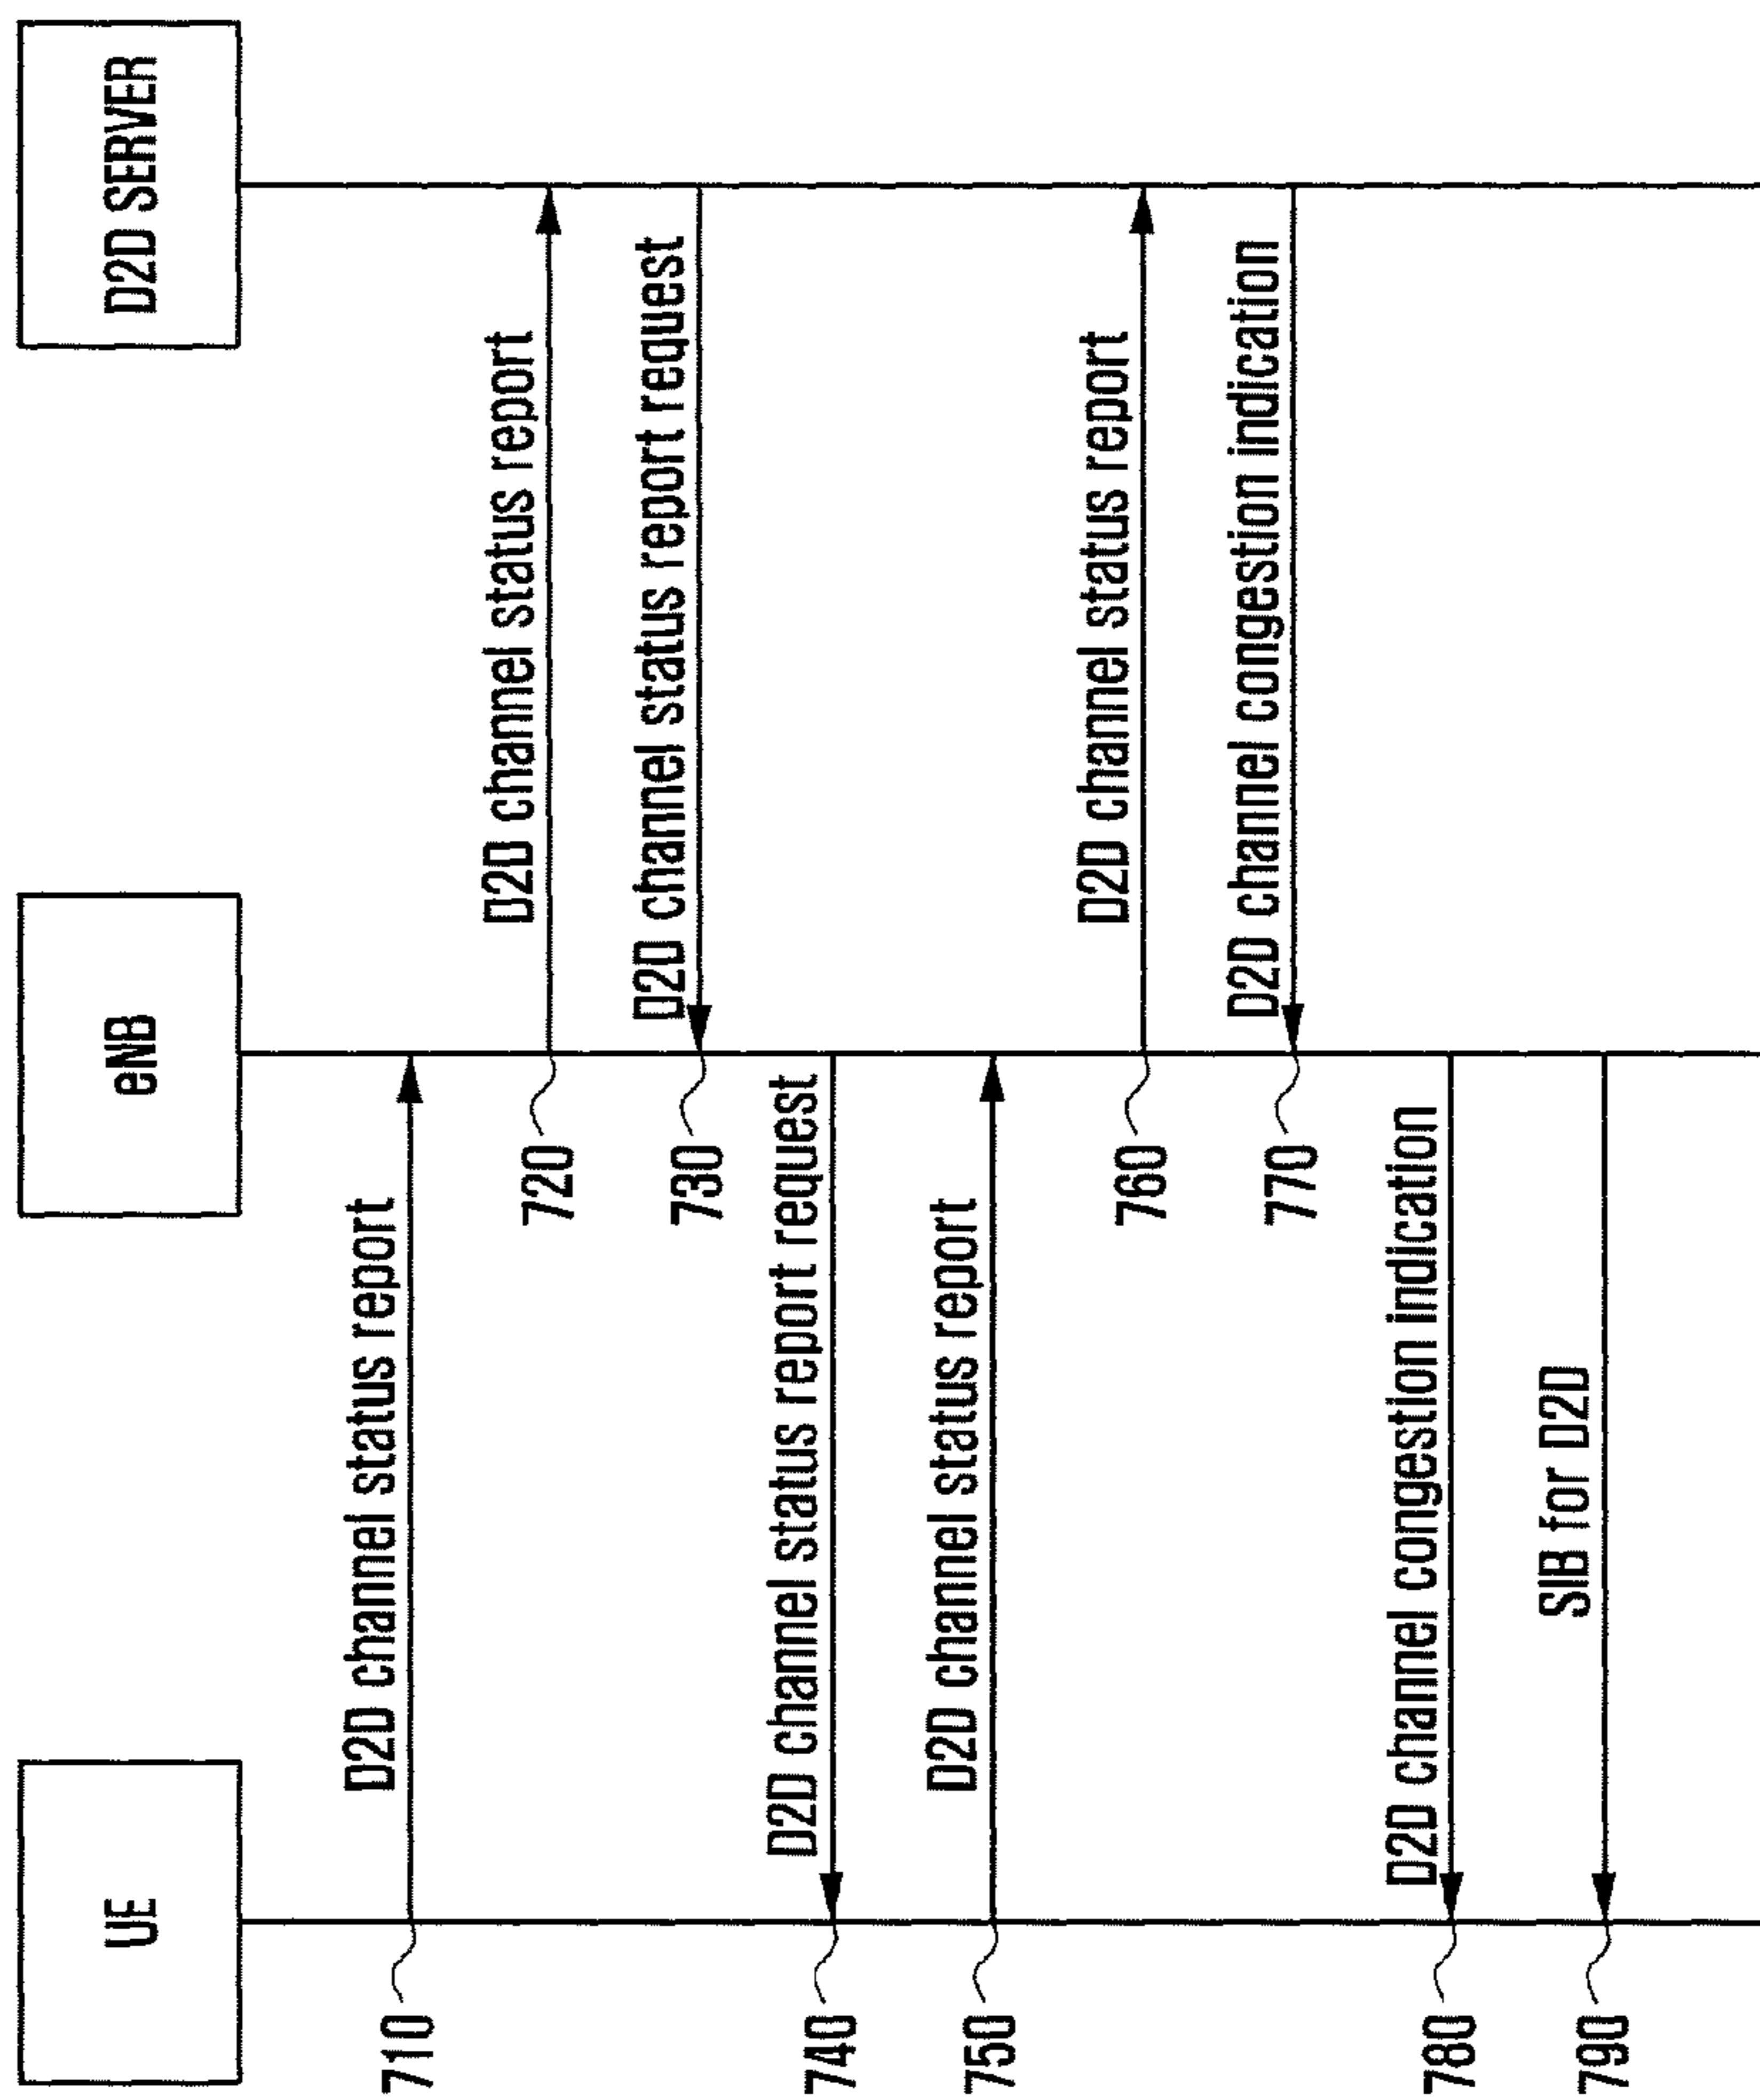 UE
eNB
D2D SERVER
710
D2D channel status report
720
D2D channel status report
730
D2D channel status report request
740
D2D channel status report request
750
D2D channel status report
760
D2D channel status report
770
D2D channel congestion indication
780
D2D channel congestion indication
790
SIB for D2D